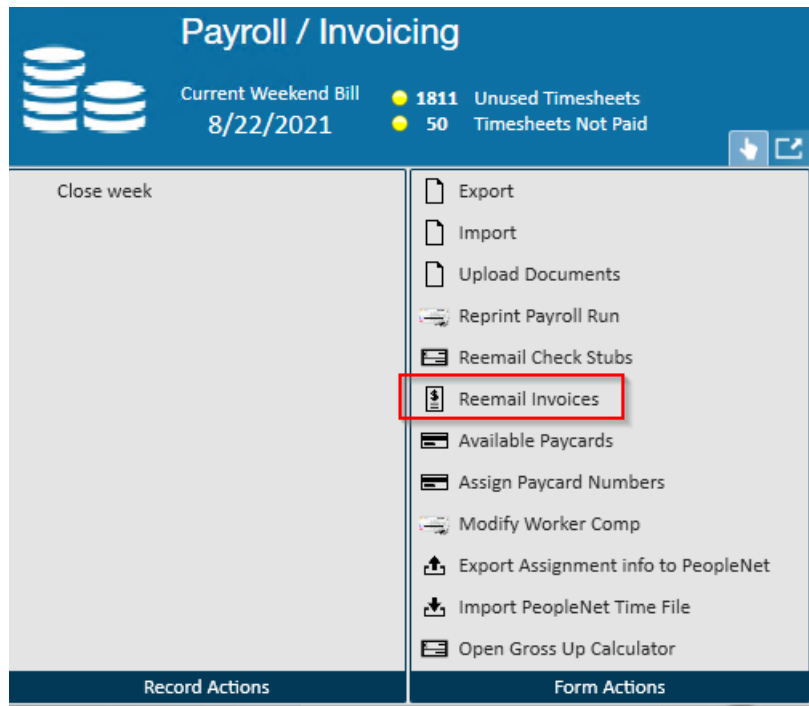 Payroll / Invoicing
Current Weekend Bill
8/22/2021
1811 Unused Timesheets
50 Timesheets Not Paid
Close week
Export
Import
Upload Documents
Reprint Payroll Run
Reemail Check Stubs
$
Reemail Invoices
Available Paycards
Assign Paycard Numbers
Modify Worker Comp
Export Assignment info to PeopleNet
Import PeopleNet Time File
Open Gross Up Calculator
Record Actions
Form Actions